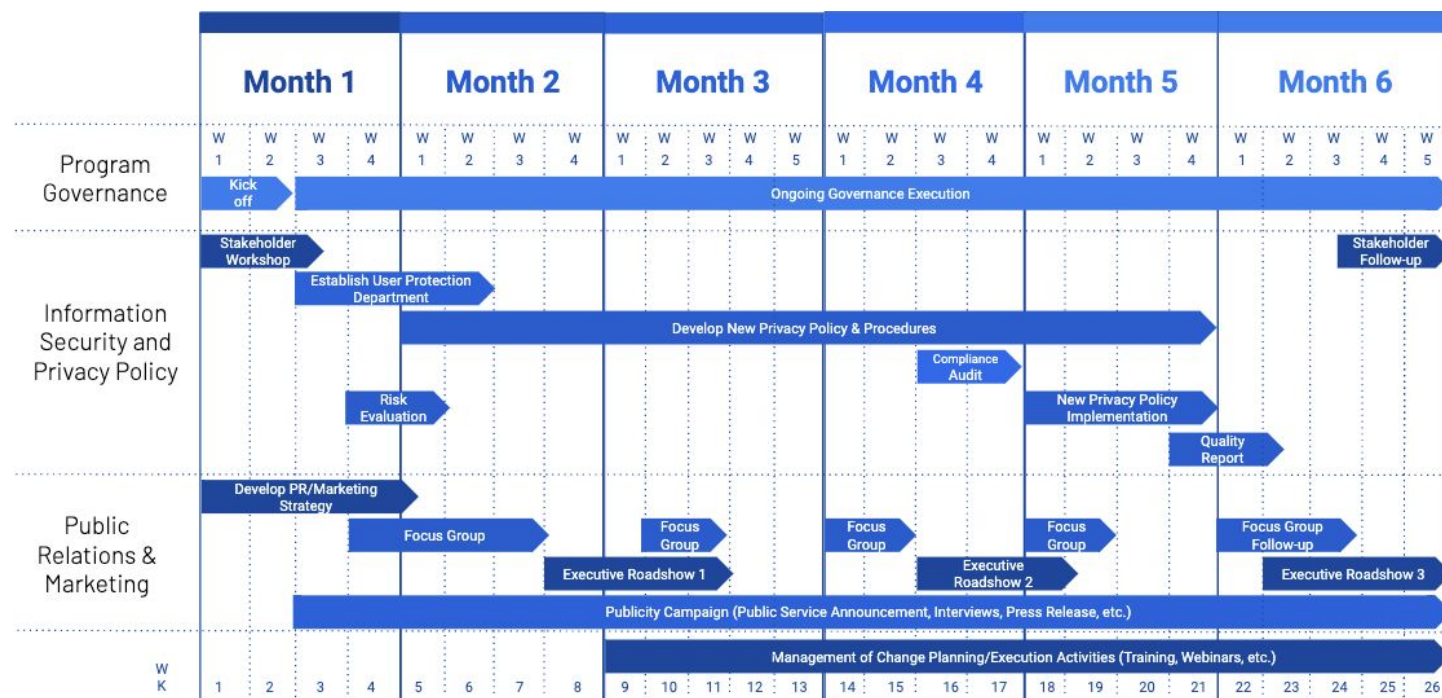 Month 1 Month 2 Month 3 Month 4 Month 5 Month 6
W W W W W W W W W W W W W W W W W W W W W W W W W W
1 2 3 4 1 2 3 4 1 2 3 4 5 1 2 3 4 1 2 3 4 1 2 3 4 5
Program
Governance
Kick
off
Ongoing Governance Execution
Information
Security and
Privacy Policy
Stakeholder
Workshop
Stakeholder
Follow-up
Establish User Protection
Department
Develop New Privacy Policy & Procedures
Compliance
Audit
Risk
Evaluation
New Privacy Policy
Implementation
Quality
Report
Public
Relations &
Marketing
Develop PR/Marketing
Strategy
Focus Group
Focus
Group
Focus
Group
Focus
Group
Focus Group
Follow-up
Executive Roadshow 1
Executive
Roadshow 2
Executive Roadshow 3
Publicity Campaign (Public Service Announcement, Interviews, Press Release, etc.)
Management of Change Planning/Execution Activities (Training, Webinars, etc.)
W
K
1 2 3 4 5 6 7 8 9 10 11 12 13 14 15 16 17 18 19 20 21 22 23 24 25 26